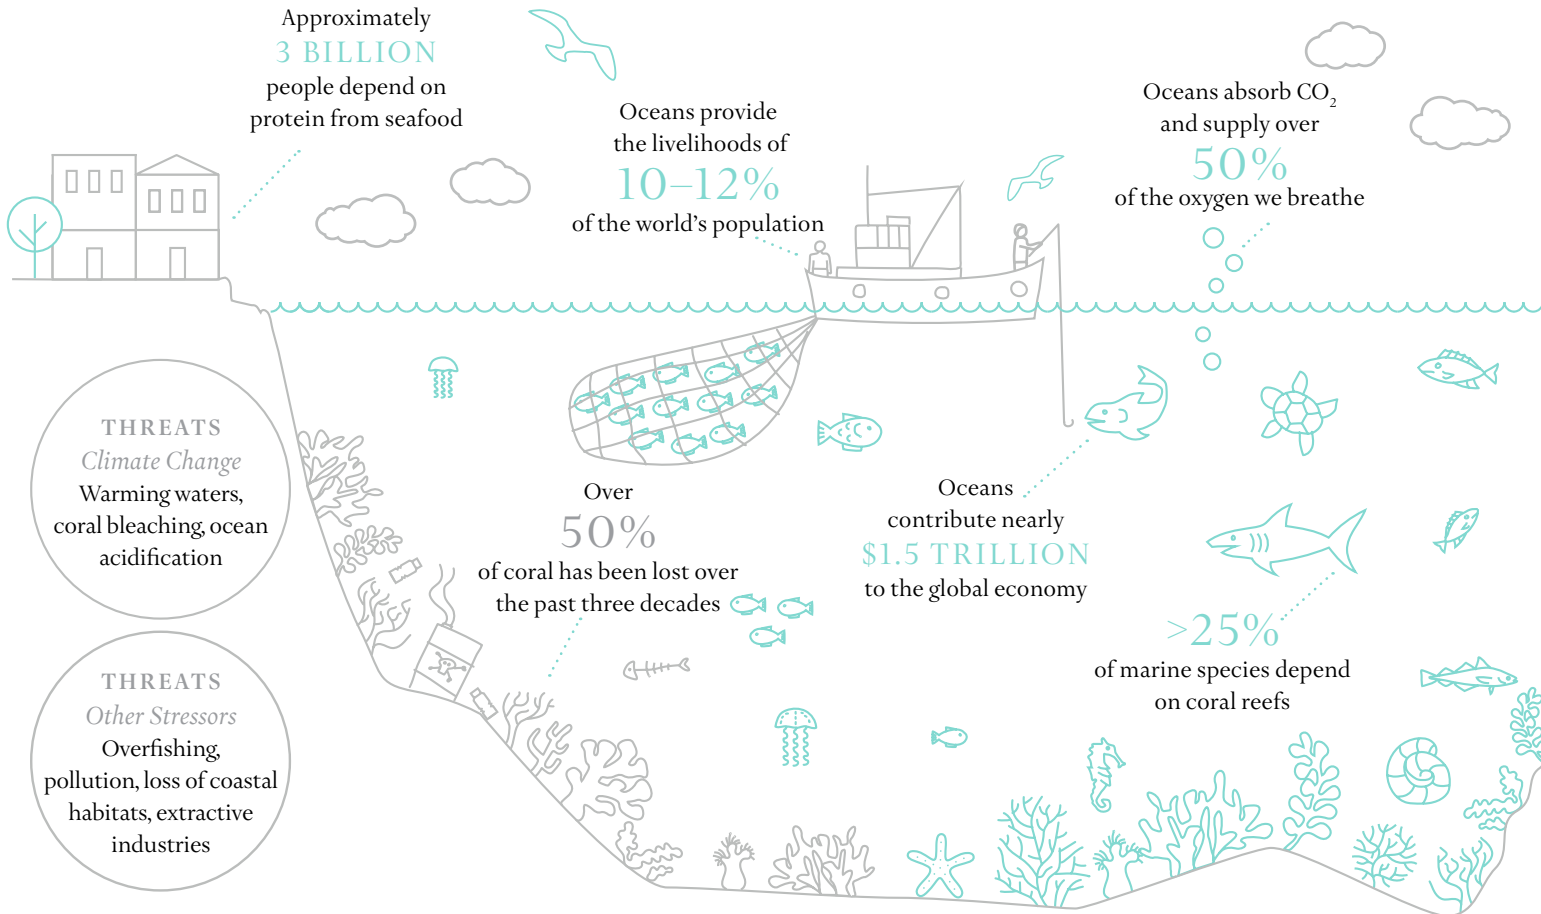 Approximately
3 BILLION
people depend on
protein from seafood
Oceans provide
the livelihoods of
10–12%
of the world’s population
Oceans absorb CO₂
and supply over
50%
of the oxygen we breathe
THREATS
Climate Change
Warming waters,
coral bleaching, ocean
acidification
Over
50%
of coral has been lost over
the past three decades
Oceans
contribute nearly
$1.5 TRILLION
to the global economy
>25%
of marine species depend
on coral reefs
THREATS
Other Stressors
Overfishing,
pollution, loss of coastal
habitats, extractive
industries